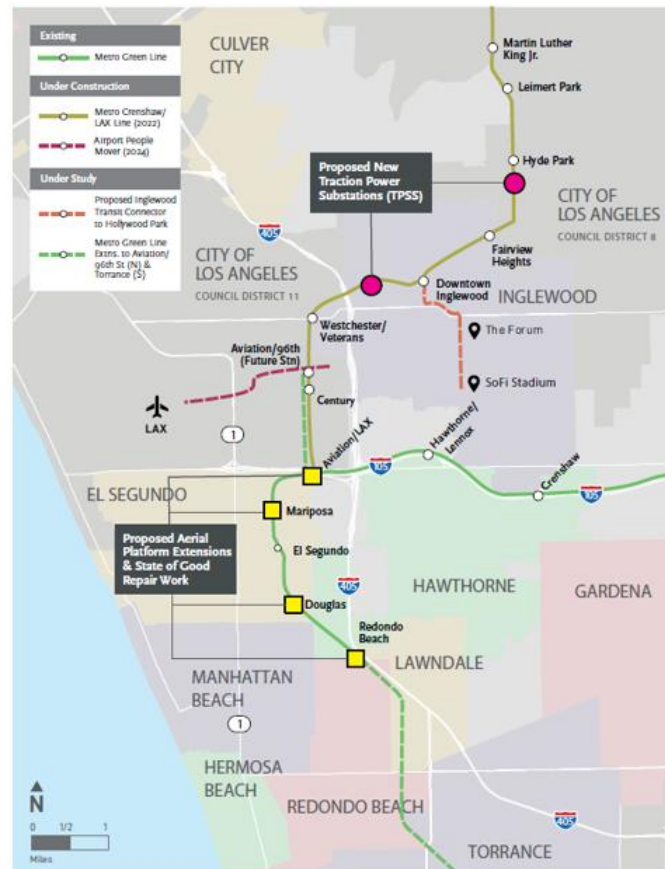 Existing
Metro Green Line
Under Construction
Metro Crenshaw/
LAX Line (2022)
Airport People
Mover (2024)
Under Study
Proposed Inglewood
Transit Connector
to Hollywood Park
Metro Green Line
Extns. to Aviation/
96th St (N) &
Torrance (S)
CULVER
CITY
Martin Luther
King Jr.
Leimert Park
Hyde Park
Proposed New
Traction Power
Substations (TPSS)
CITY OF
LOS ANGELES
COUNCIL DISTRICT 8
405
CITY OF
LOS ANGELES
COUNCIL DISTRICT 11
Fairview
Heights
Downtown
Inglewood
INGLEWOOD
Westchester/
Veterans
The Forum
Aviation/96th
(Future Stn)
SoFi Stadium
Century
LAX
1
Aviation/LAX
Hawthorne/
Lennox
105
Crenshaw
105
EL SEGUNDO
Mariposa
Proposed Aerial
Platform Extensions
& State of Good
Repair Work
El Segundo
405
HAWTHORNE
GARDENA
Douglas
Redondo
Beach
LAWNDALE
MANHATTAN
BEACH
1
HERMOSA
BEACH
REDONDO BEACH
405
TORRANCE
N
0 1/2 1
Miles